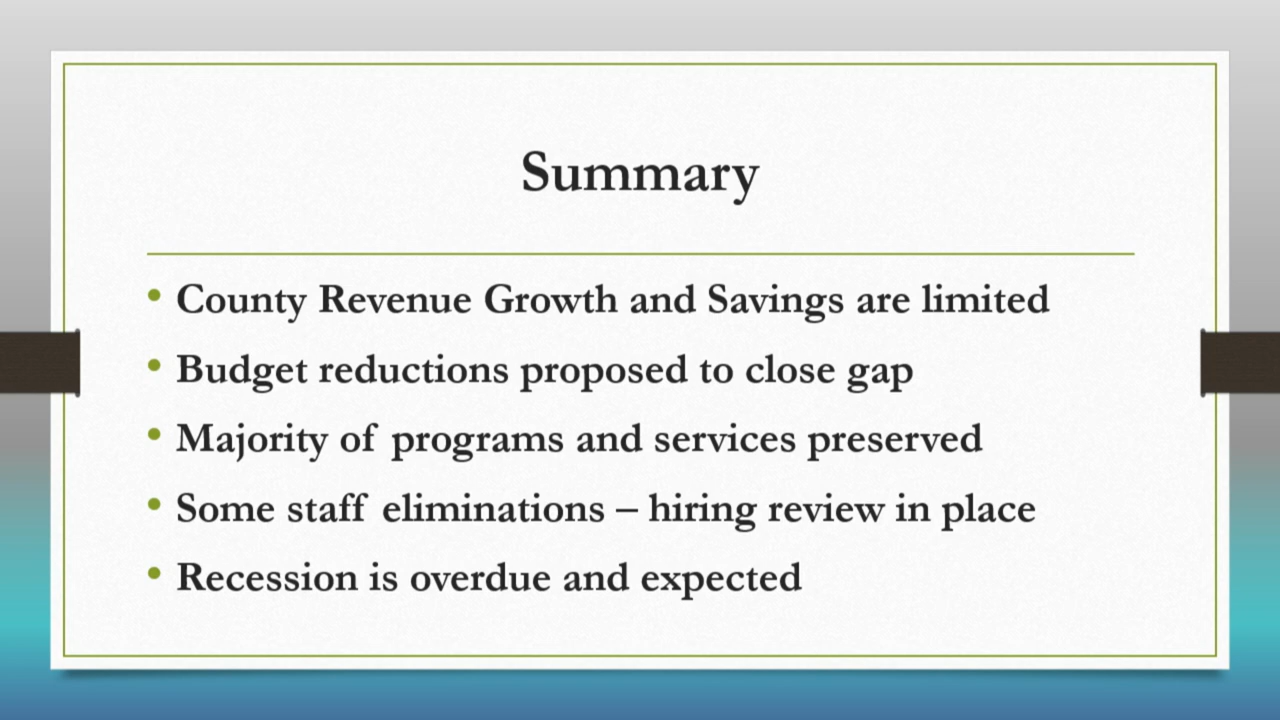 Summary
• County Revenue Growth and Savings are limited
• Budget reductions proposed to close gap
• Majority of programs and services preserved
• Some staff eliminations – hiring review in place
• Recession is overdue and expected